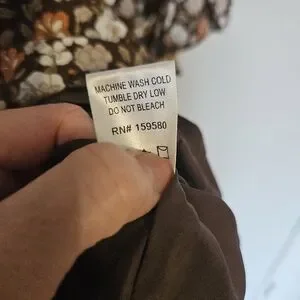 MACHINE WASH COLD
TUMBLE DRY LOW
DO NOT BLEACH
RN# 159580